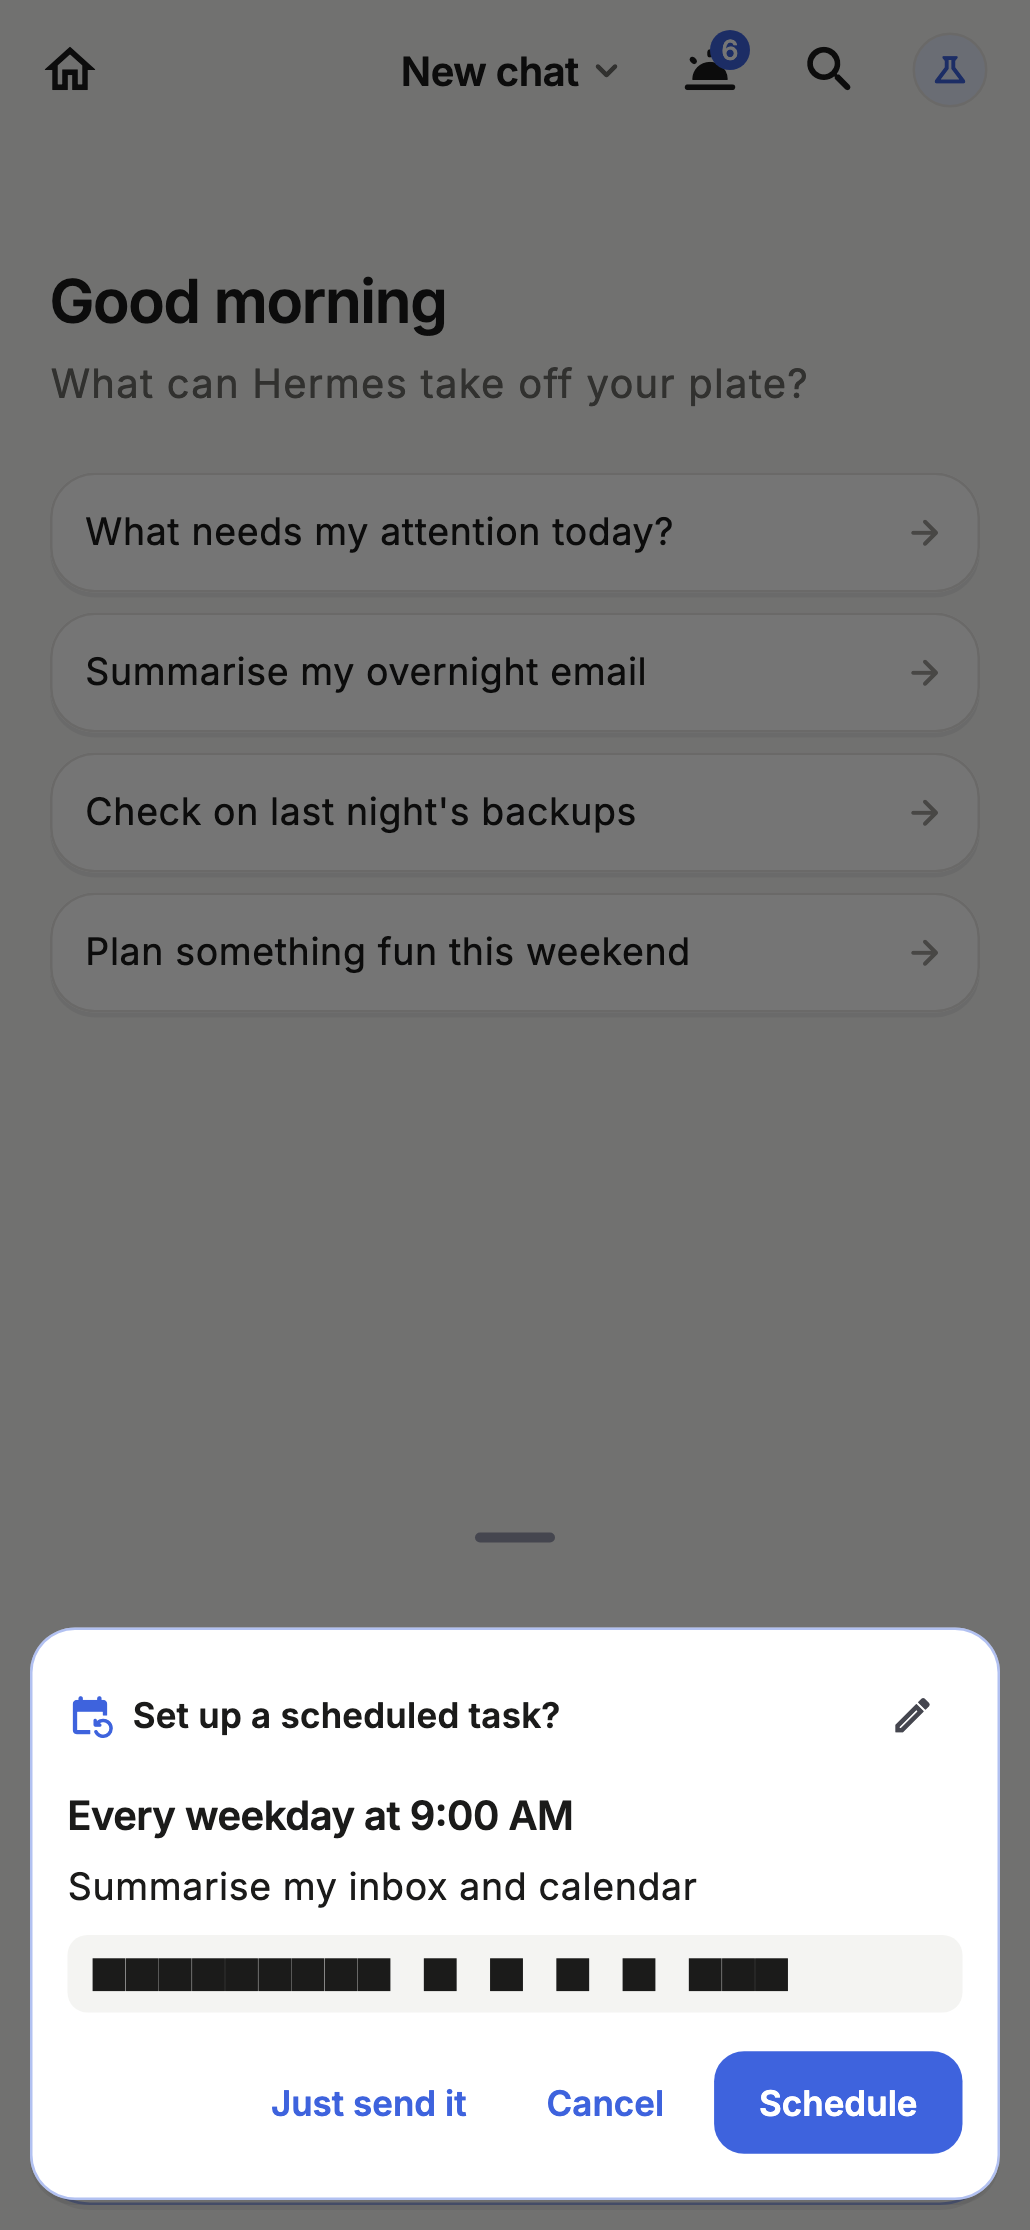 New chat
6
Good morning
What can Hermes take off your plate?
What needs my attention today?
Summarise my overnight email
Check on last night's backups
Plan something fun this weekend
Set up a scheduled task?
Every weekday at 9:00 AM
Summarise my inbox and calendar
Just send it
Cancel
Schedule